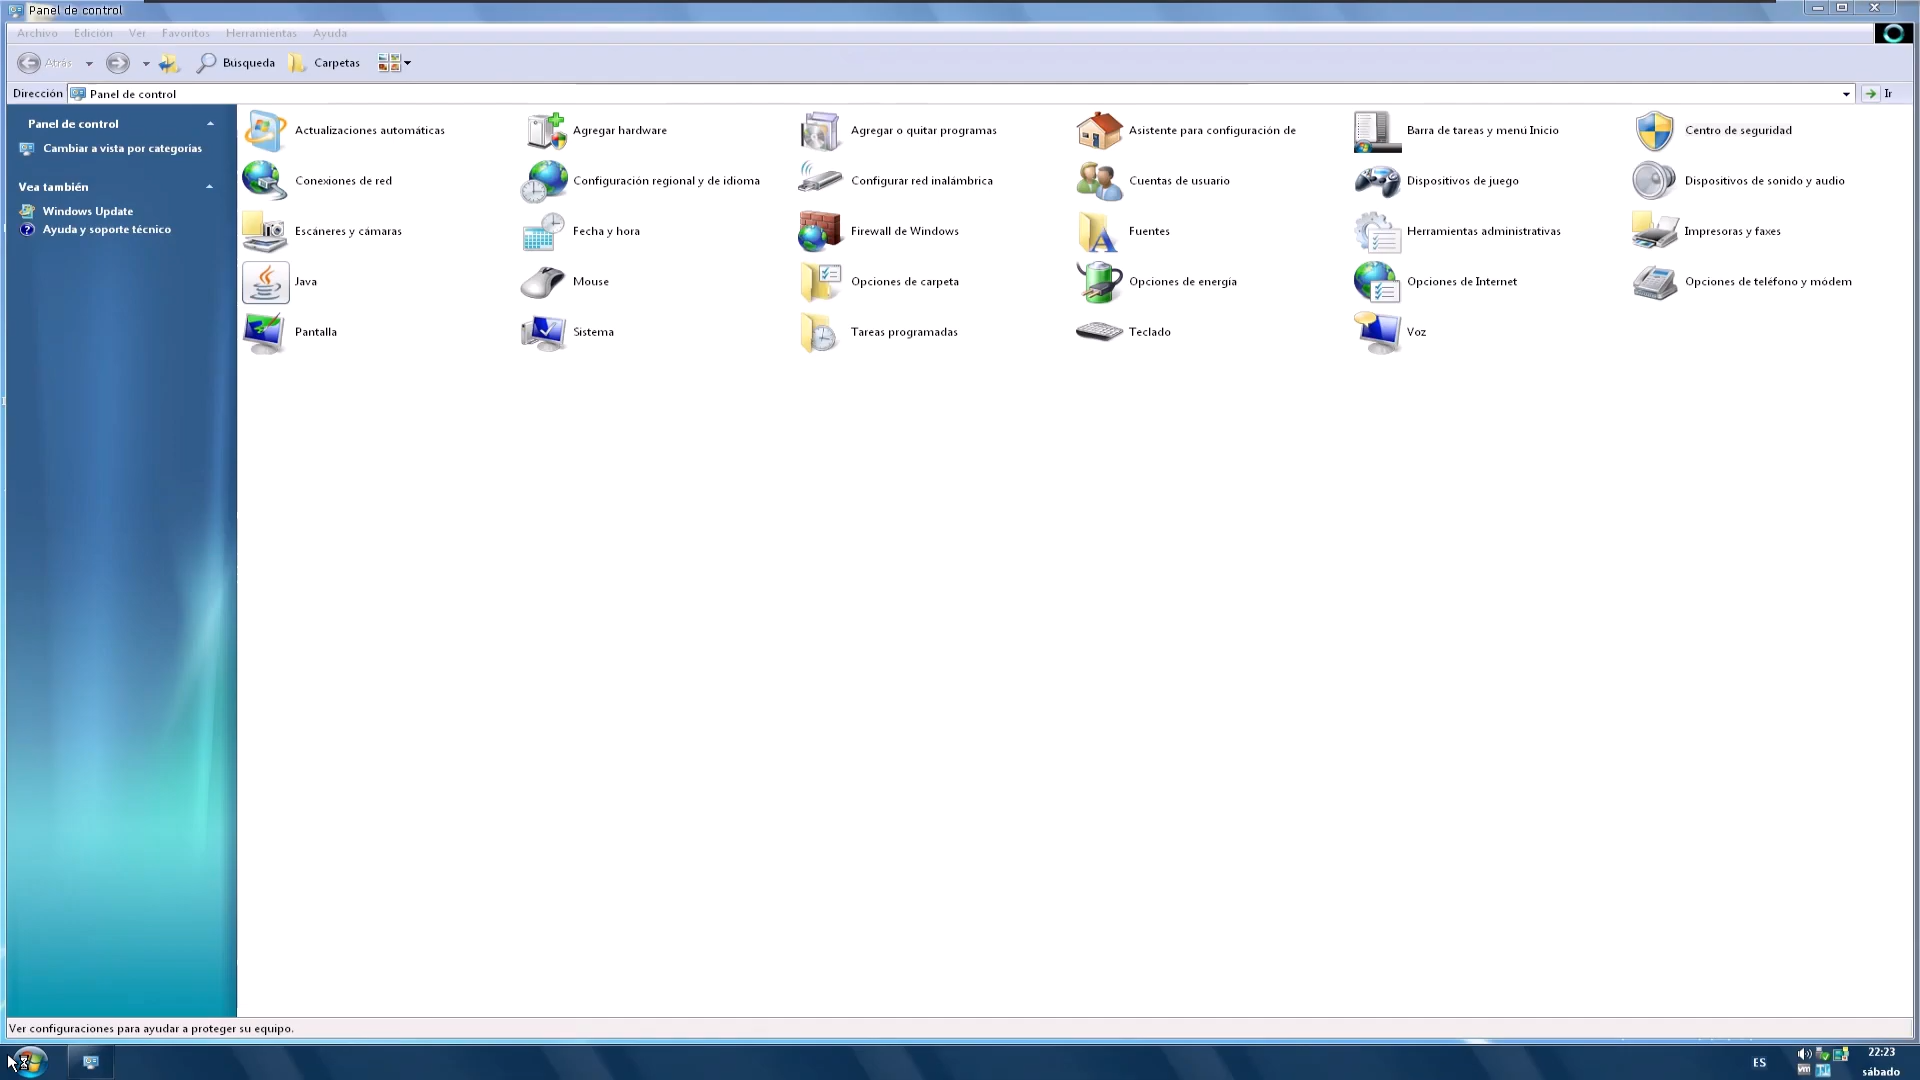 Panel de control
Archivo Edición Ver Favoritos Herramientas Ayuda
Atrás Búsqueda Carpetas
Dirección Panel de control Ir
Panel de control
Cambiar a vista por categorías
Vea también
Windows Update
Ayuda y soporte técnico
Actualizaciones automáticas Agregar hardware Agregar o quitar programas Asistente para configuración de Barra de tareas y menú Inicio Centro de seguridad
Conexiones de red Configuración regional y de idioma Configurar red inalámbrica Cuentas de usuario Dispositivos de juego Dispositivos de sonido y audio
Escáneres y cámaras Fecha y hora Firewall de Windows Fuentes Herramientas administrativas Impresoras y faxes
Java Mouse Opciones de carpeta Opciones de energía Opciones de Internet Opciones de teléfono y módem
Pantalla Sistema Tareas programadas Teclado Voz
Ver configuraciones para ayudar a proteger su equipo.
ES 22:23
vm sábado